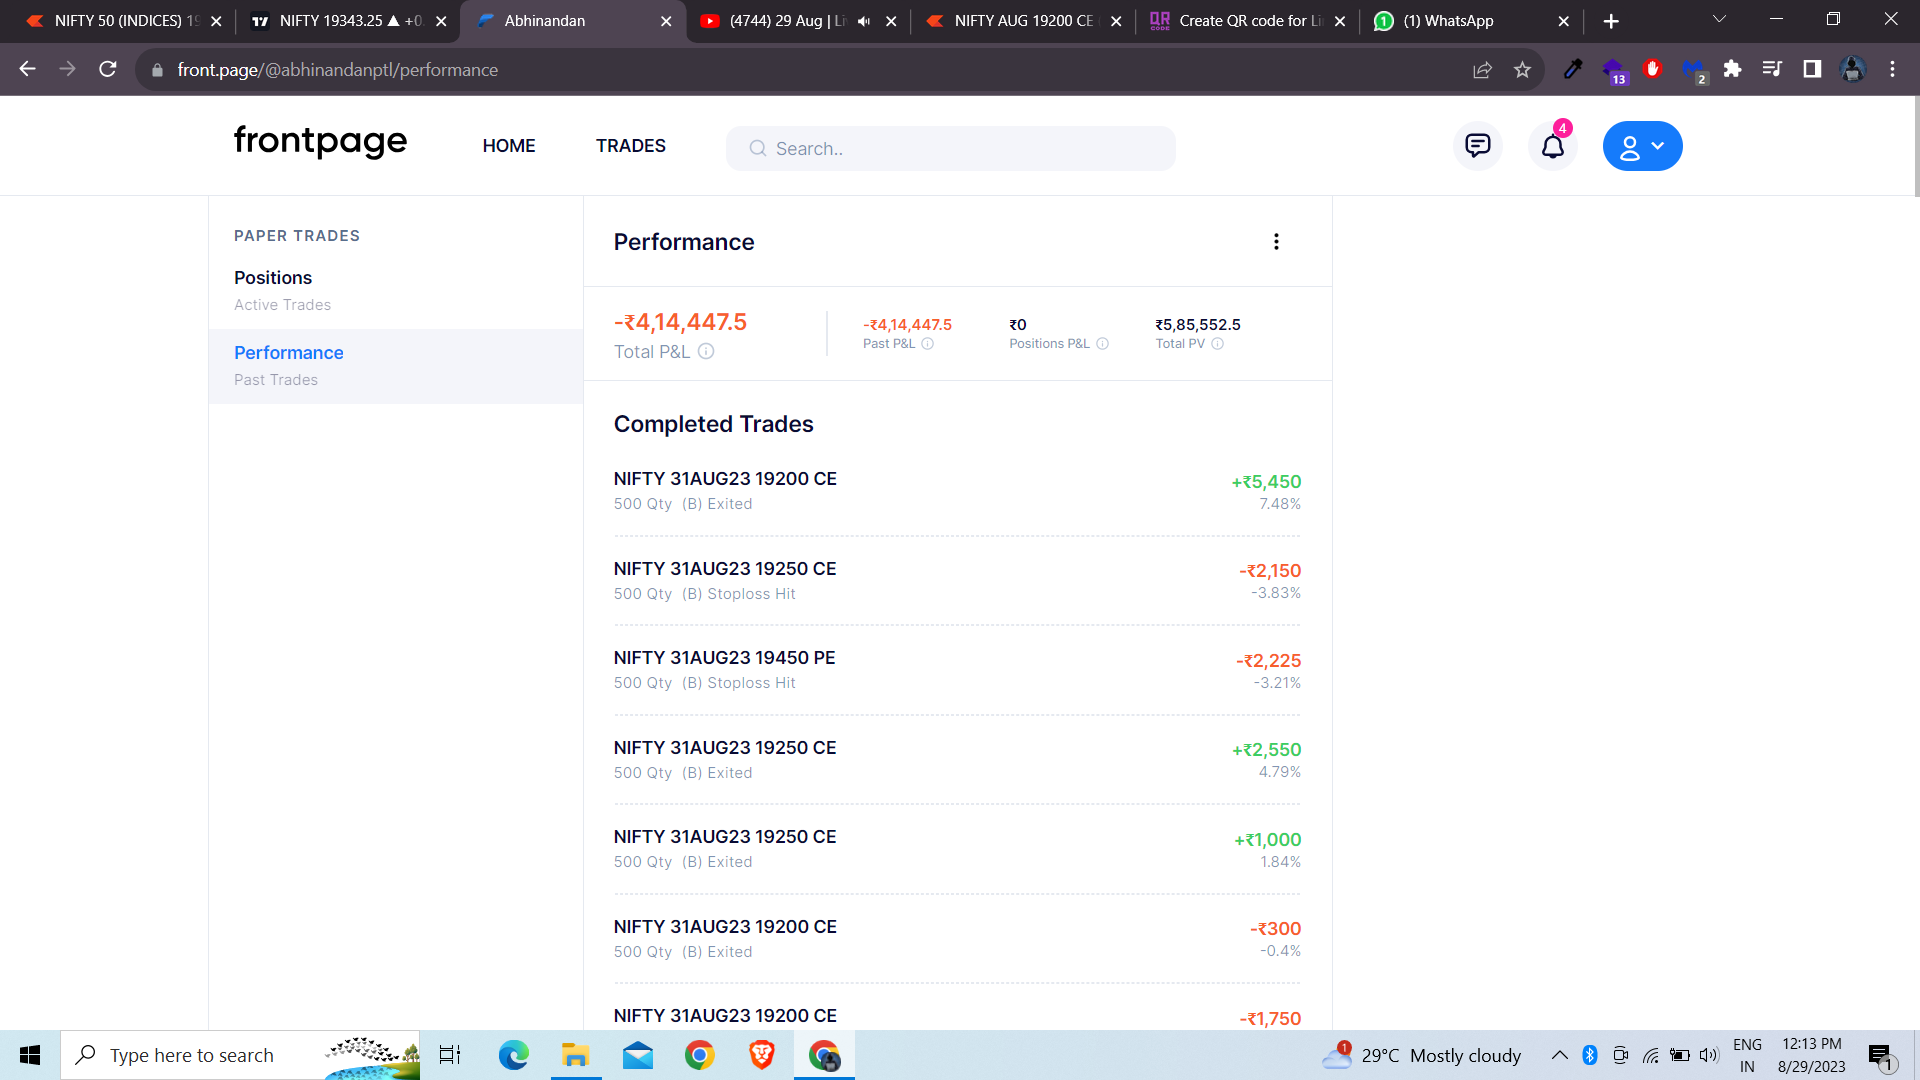 NIFTY 50 (INDICES) 19
NIFTY 19343.25 ▲ +0.
Abhinandan
(4744) 29 Aug | Li
NIFTY AUG 19200 CE
Create QR code for Li
(1) WhatsApp
front.page/@abhinandanptl/performance
13
2
frontpage
HOME
TRADES
Search..
4
PAPER TRADES
Positions
Active Trades
Performance
Past Trades
Performance
-₹4,14,447.5
Total P&L
-₹4,14,447.5
Past P&L
₹0
Positions P&L
₹5,85,552.5
Total PV
Completed Trades
NIFTY 31AUG23 19200 CE
+₹5,450
500 Qty (B) Exited
7.48%
NIFTY 31AUG23 19250 CE
-₹2,150
500 Qty (B) Stoploss Hit
-3.83%
NIFTY 31AUG23 19450 PE
-₹2,225
500 Qty (B) Stoploss Hit
-3.21%
NIFTY 31AUG23 19250 CE
+₹2,550
500 Qty (B) Exited
4.79%
NIFTY 31AUG23 19250 CE
+₹1,000
500 Qty (B) Exited
1.84%
NIFTY 31AUG23 19200 CE
-₹300
500 Qty (B) Exited
-0.4%
NIFTY 31AUG23 19200 CE
-₹1,750
Type here to search
1
29°C Mostly cloudy
ENG
IN
12:13 PM
8/29/2023
1